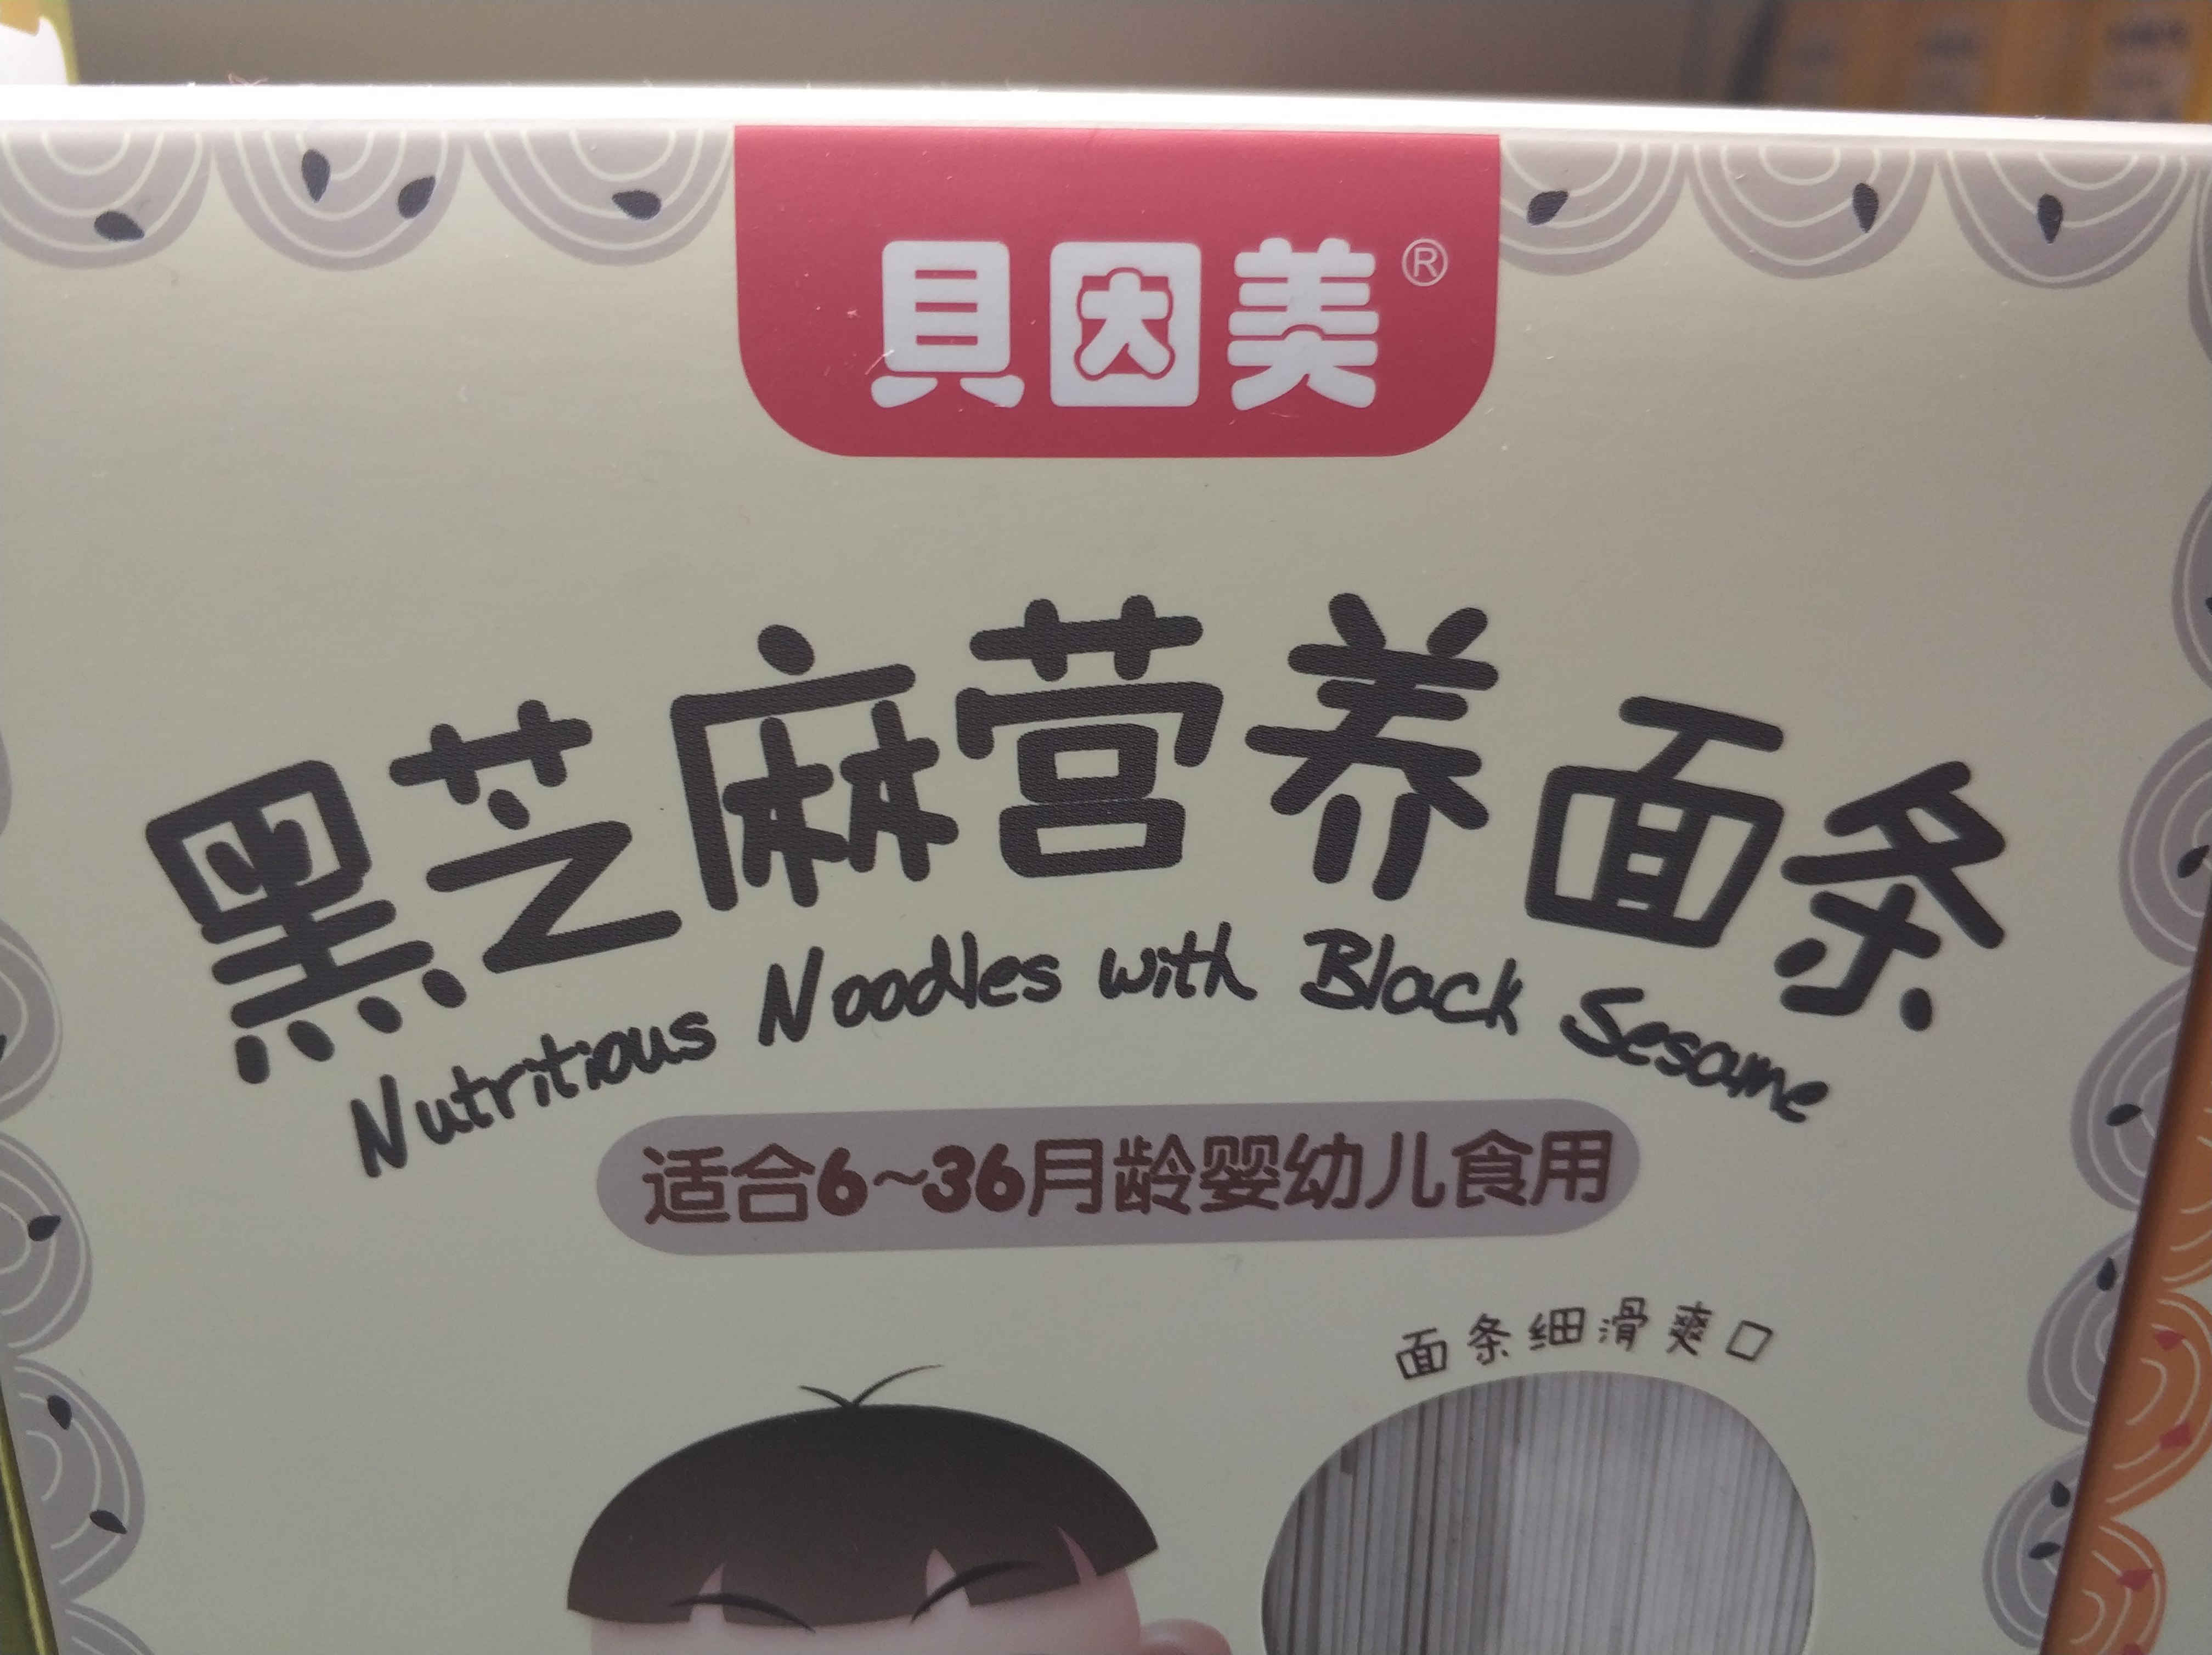 貝因美®
黑芝麻营养面条
Nutritious Noodles with Black Sesame
适合6~36月龄婴幼儿食用
面条细滑爽口